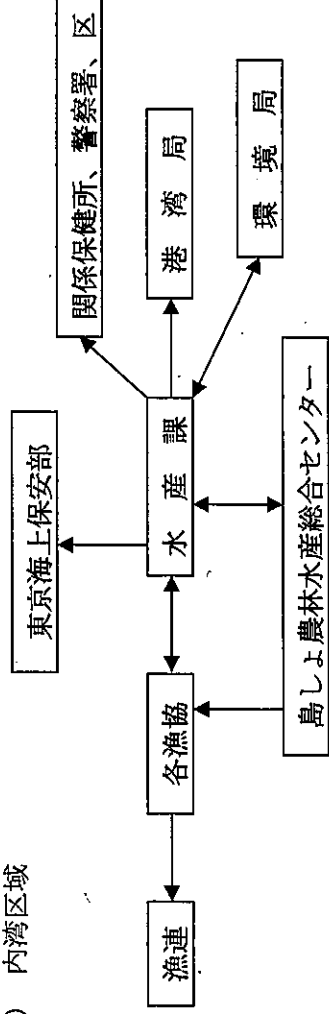 ) 内湾区域
東京海上保安部
関係保健所、警察署、区
漁連
各漁協
水産課
港湾局
環境局
島しょ農林水産総合センター